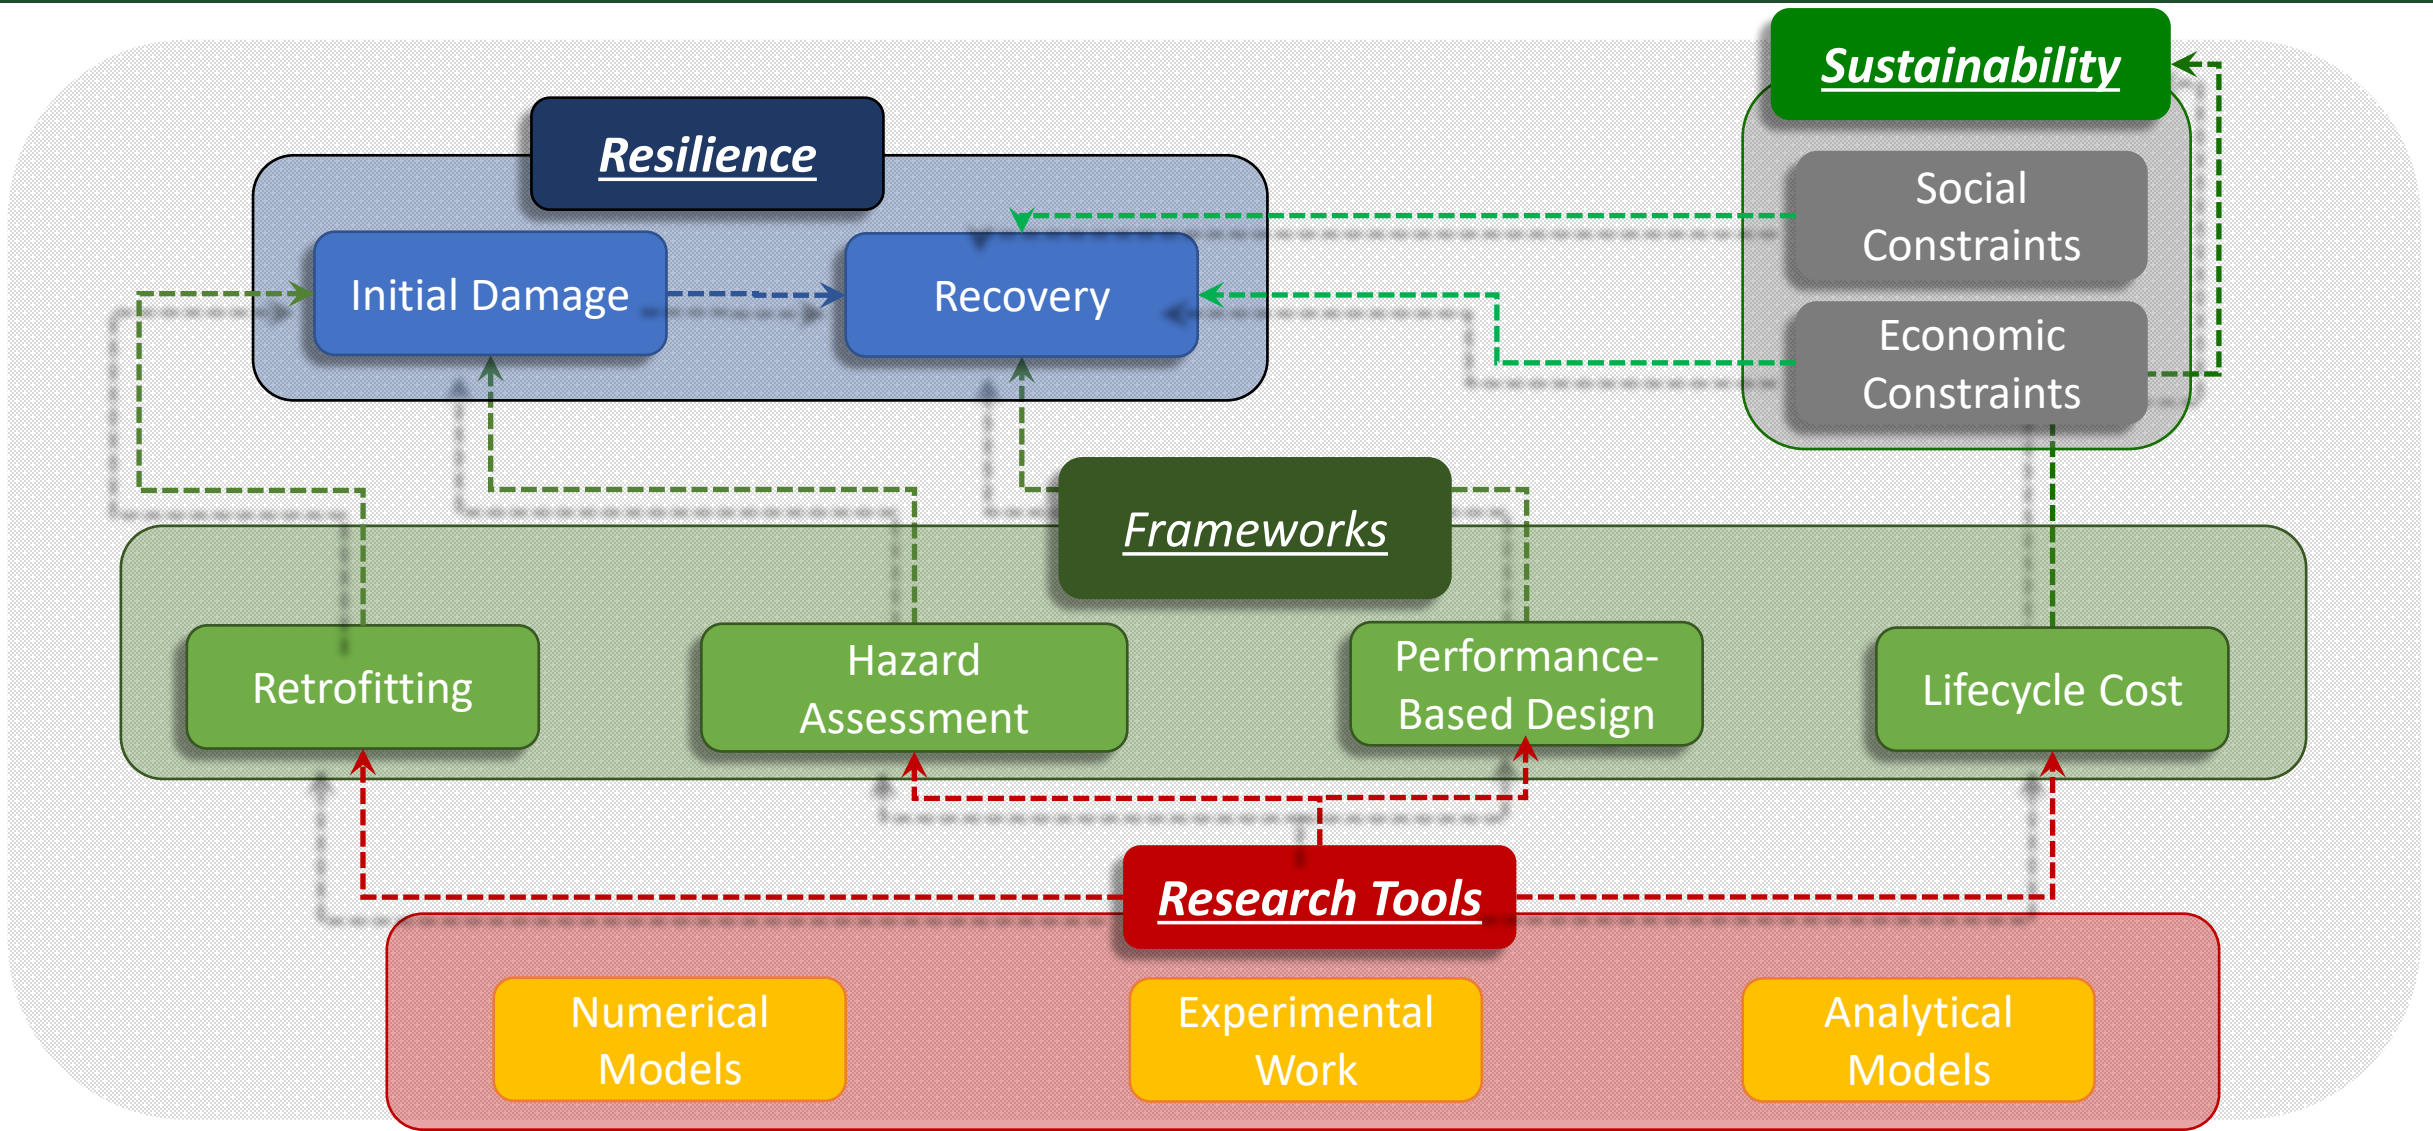 Sustainability
Resilience
Social
Constraints
Initial Damage
Recovery
Economic
Constraints
Frameworks
Retrofitting
Hazard
Assessment
Performance-
Based Design
Lifecycle Cost
Research Tools
Numerical
Models
Experimental
Work
Analytical
Models